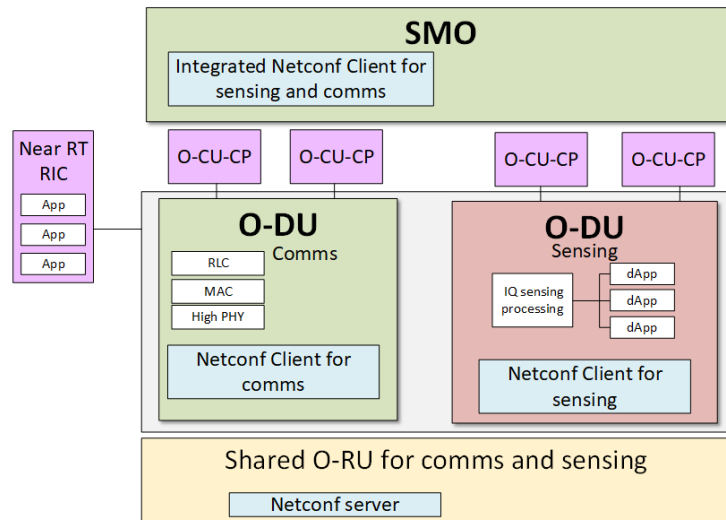 SMO
Integrated Netconf Client for
sensing and comms
Near RT
RIC
App
App
App
O-CU-CP
O-CU-CP
O-CU-CP
O-CU-CP
O-DU
Comms
RLC
MAC
High PHY
Netconf Client for
comms
O-DU
Sensing
IQ sensing
processing
dApp
dApp
dApp
Netconf Client for
sensing
Shared O-RU for comms and sensing
Netconf server